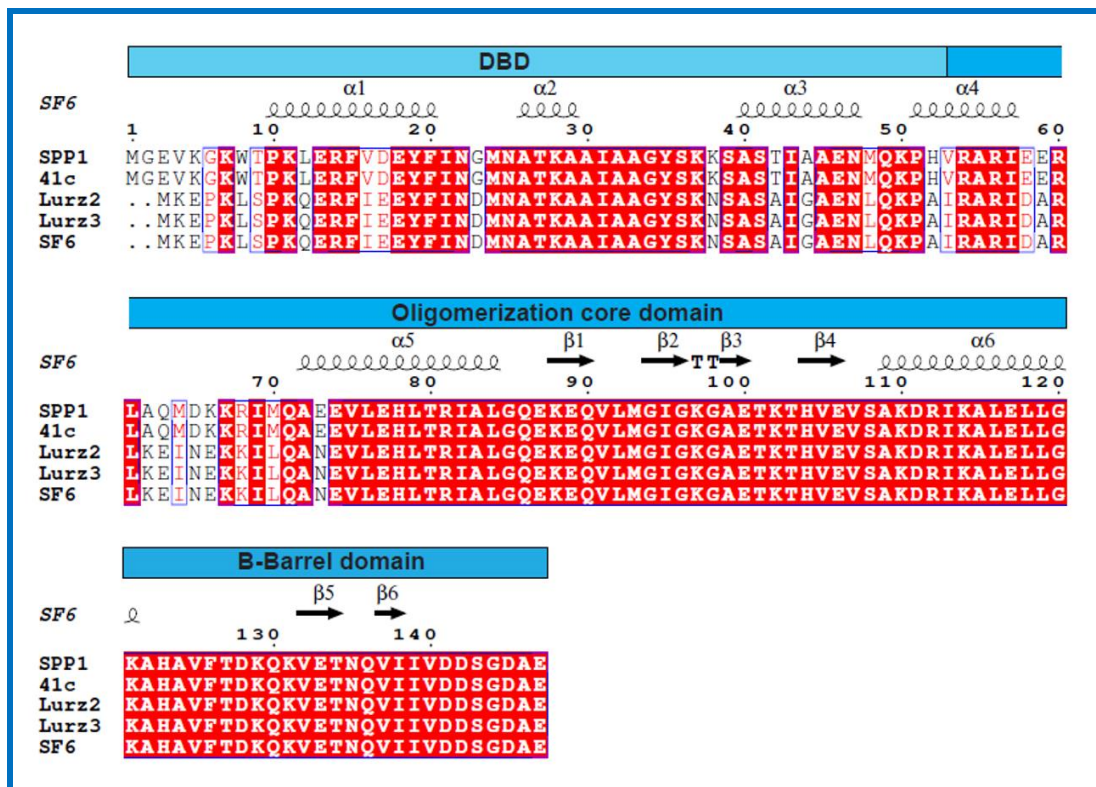 DBD
α1 α2 α3 α4
SF6
1 10 20 30 40 50 60
SPP1 MGEVKGKWTPKLERFVDEYFINGMNATKAAIAAGYSKKSASTIAAENMQKPHVRARIEER
41c MGEVKGKWTPKLERFVDEYFINGMNATKAAIAAGYSKKSASTIAAENMQKPHVRARIEER
Lurz2 ..MKEPKLSPKQERFIEEYFINDMNATKAAIAAGYSKNSASAIGAENLQKPAIRARIDAR
Lurz3 ..MKEPKLSPKQERFIEEYFINDMNATKAAIAAGYSKNSASAIGAENLQKPAIRARIDAR
SF6 ..MKEPKLSPKQERFIEEYFINDMNATKAAIAAGYSKNSASAIGAENLQKPAIRARIDAR
Oligomerization core domain
α5 β1 β2 β3 β4 α6
SF6 TT
70 80 90 100 110 120
SPP1 LAQMDKKRIMQAEEVLEHLTRIALGQEKEQVLMGIGKGAETKTHVEVSAKDRIKALELLG
41c LAQMDKKRIMQAEEVLEHLTRIALGQEKEQVLMGIGKGAETKTHVEVSAKDRIKALELLG
Lurz2 LKEINEKKILQANEVLEHLTRIALGQEKEQVLMGIGKGAETKTHVEVSAKDRIKALELLG
Lurz3 LKEINEKKILQANEVLEHLTRIALGQEKEQVLMGIGKGAETKTHVEVSAKDRIKALELLG
SF6 LKEINEKKILQANEVLEHLTRIALGQEKEQVLMGIGKGAETKTHVEVSAKDRIKALELLG
B-Barrel domain
β5 β6
SF6
130 140
SPP1 KAHAVFTDKQKVETNQVIIVDDSGDAE
41c KAHAVFTDKQKVETNQVIIVDDSGDAE
Lurz2 KAHAVFTDKQKVETNQVIIVDDSGDAE
Lurz3 KAHAVFTDKQKVETNQVIIVDDSGDAE
SF6 KAHAVFTDKQKVETNQVIIVDDSGDAE